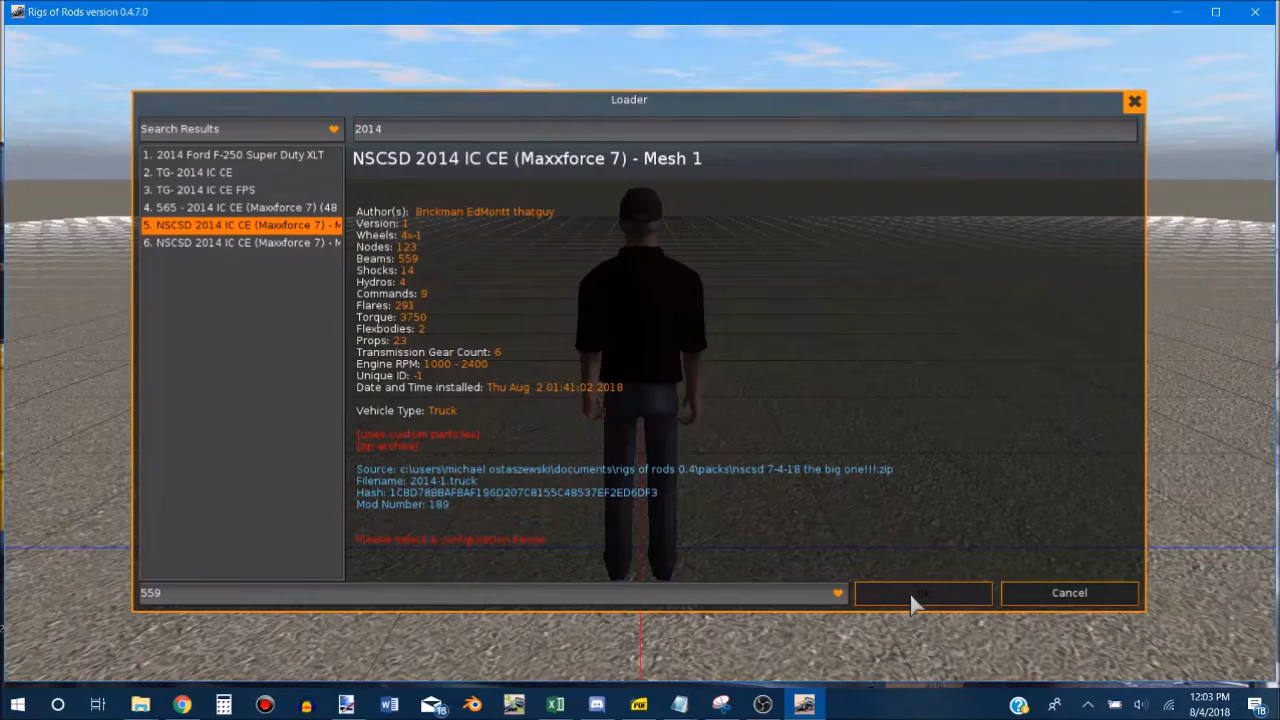 Rigs of Rods version 0.4.7.0
Loader
Search Results
2014
1. 2014 Ford F-250 Super Duty XLT
2. TG- 2014 IC CE
3. TG- 2014 IC CE FPS
4. 565 - 2014 IC CE (Maxxforce 7) (48
5. NSCSD 2014 IC CE (Maxxforce 7) - M
6. NSCSD 2014 IC CE (Maxxforce 7) - M
NSCSD 2014 IC CE (Maxxforce 7) - Mesh 1
Author(s): Brickman EdMontt thatguy
Version: 1
Wheels: 4x-1
Nodes: 123
Beams: 559
Shocks: 14
Hydros: 4
Commands: 9
Flares: 291
Torque: 3750
Flexbodies: 2
Props: 23
Transmission Gear Count: 6
Engine RPM: 1000 - 2400
Unique ID: -1
Date and Time installed: Thu Aug 2 01:41:02 2018
Vehicle Type: Truck
[uses custom particles]
[zip archive]
Source: c:\users\michael ostaszewski\documents\rigs of rods 0.4\packs\nscsd 7-4-18 the big one!!!.zip
Filename: 2014-1.truck
Hash: 1CBD78BBAFBAF196D207C8155C48537EF2ED6DF3
Mod Number: 189
Please select a configuration below!
559
Cancel
18
12:03 PM
8/4/2018
18